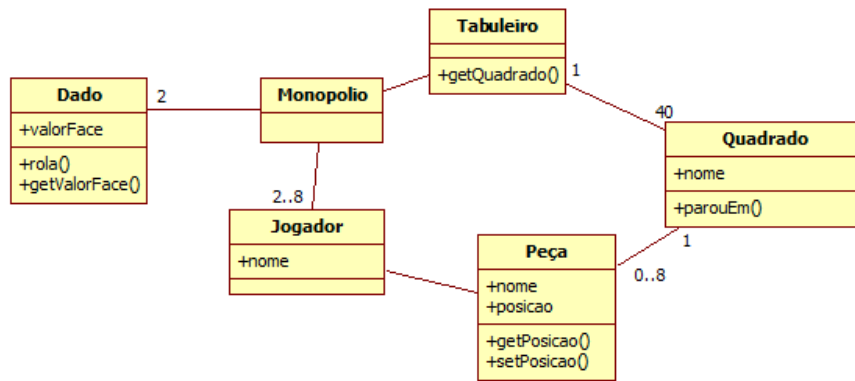 Tabuleiro
+getQuadrado()
1
40
Dado
+valorFace
+rola()
+getValorFace()
2
Monopolio
2..8
Quadrado
+nome
+parouEm()
1
Jogador
+nome
Peça
+nome
+posicao
+getPosicao()
+setPosicao()
0..8